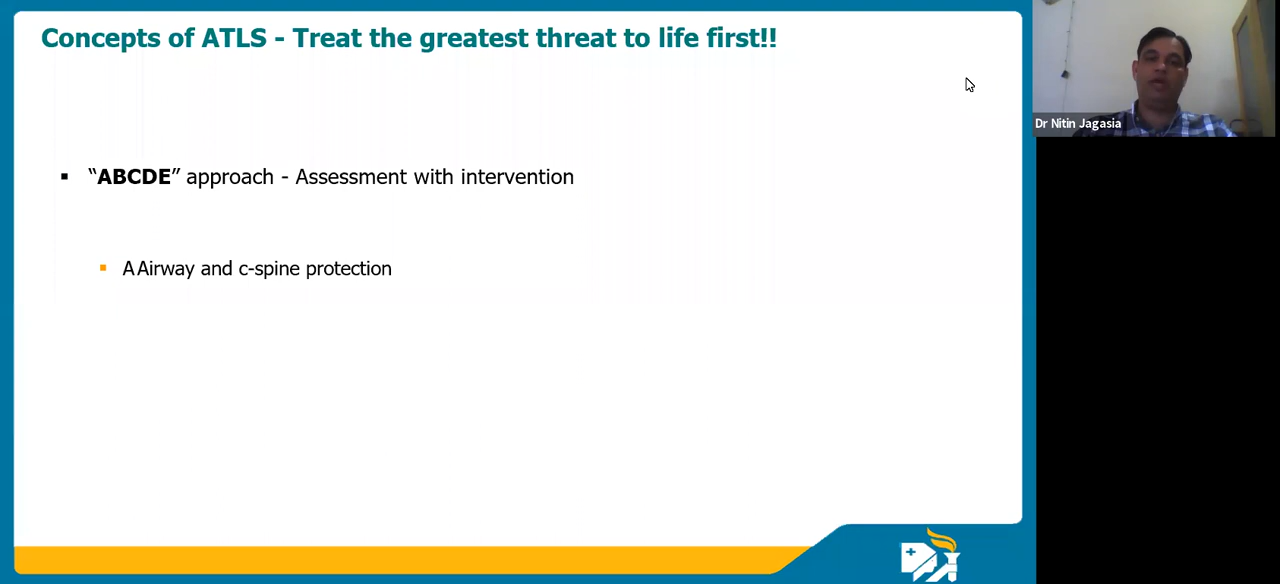 Concepts of ATLS - Treat the greatest threat to life first!!
Dr Nitin Jagasia
▪ “ABCDE” approach - Assessment with intervention
▪ A Airway and c-spine protection